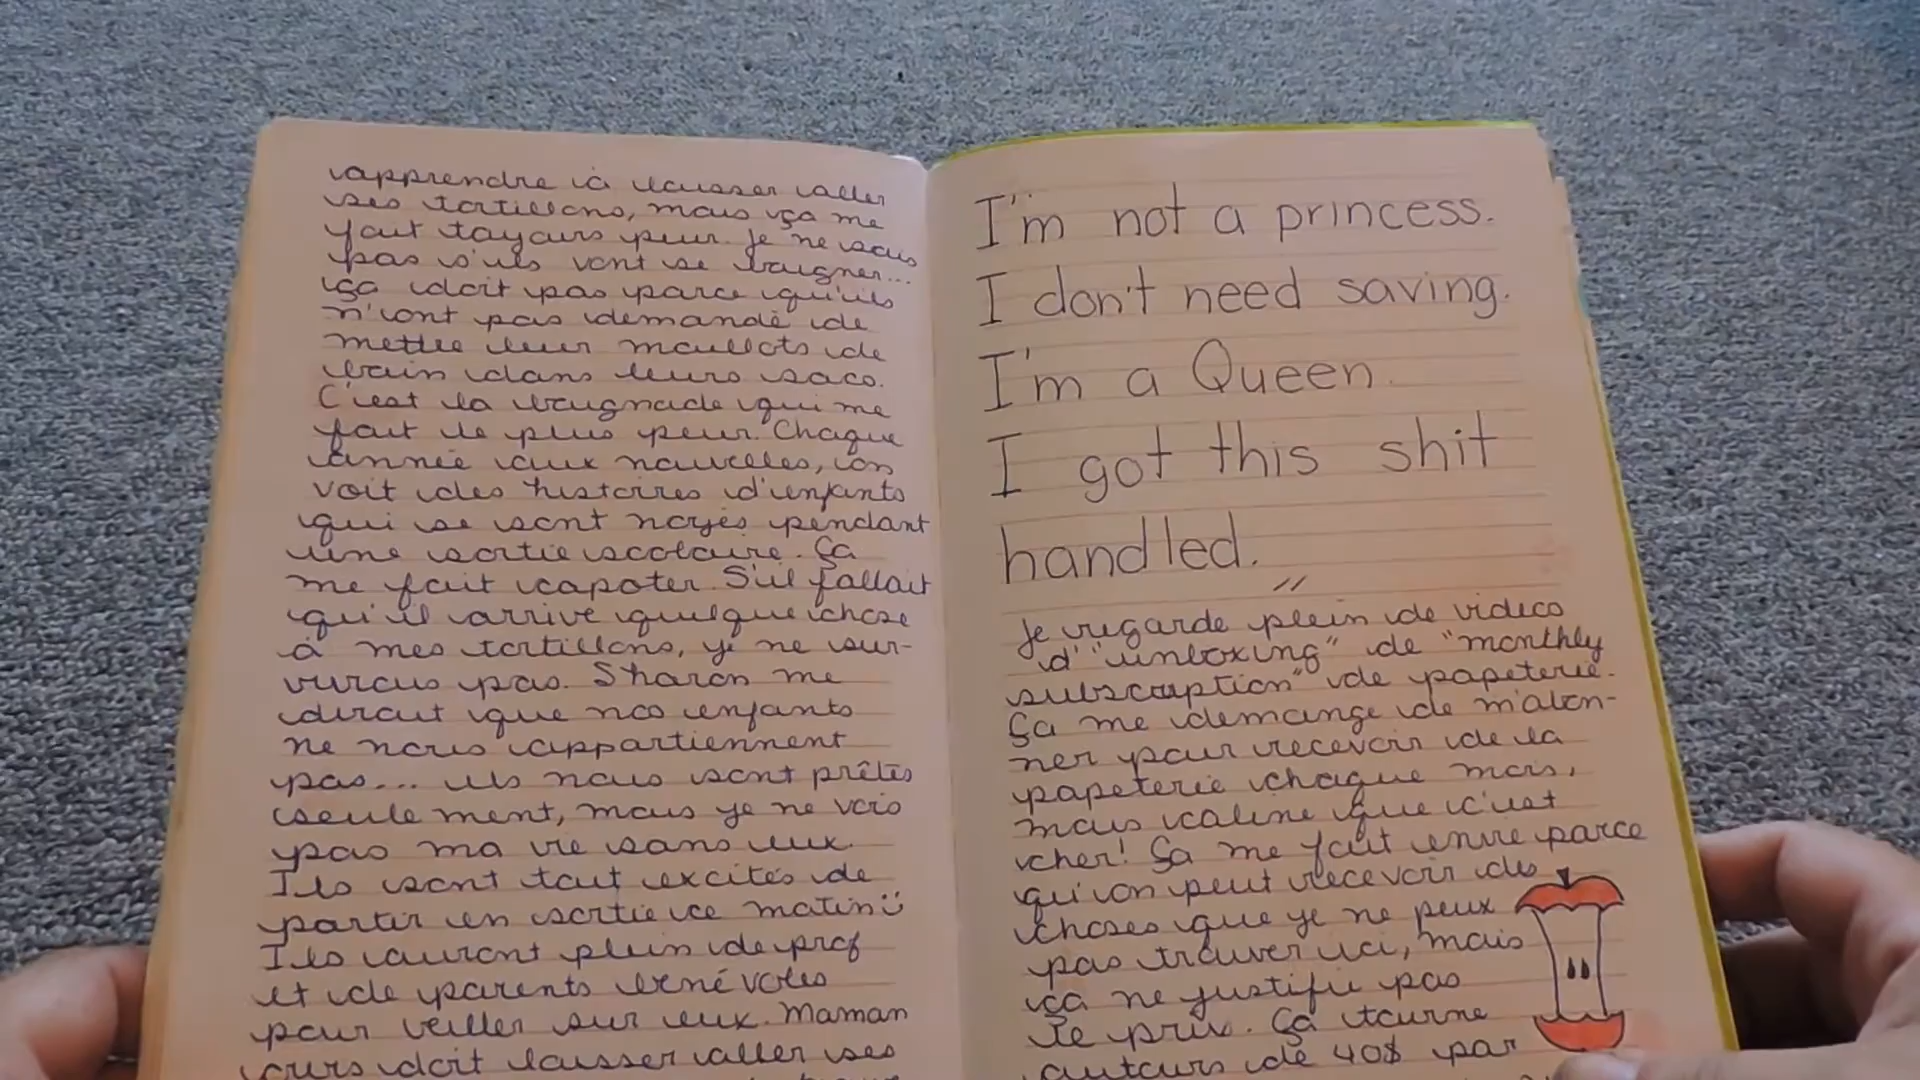 apprendre à laisser aller
ses tortillons, mais ça me
fait toujours peur. Je ne sais
pas s'ils vont se baigner...
ça doit pas parce qu'ils
n'ont pas demandé de
mettre leur maillots de
bain dans leurs sacs.
C'est la baignade qui me
fait le plus peur. Chaque
année aux nouvelles, on
voit des histoires d'enfants
qui se sont noyés pendant
une sortie scolaire. Ça
me fait capoter. S'il fallait
qu'il arrive quelque chose
à mes tortillons, je ne sur-
vivrais pas. Sharon me
dirait que nos enfants
ne nous appartiennent
pas... ils nous sont prêtés
seulement, mais je ne vois
pas ma vie sans eux.
Ils sont tout excités de
partir en sortie ce matin
Ils auront plein de prof
et de parents bénévoles
pour veiller sur eux. Maman
ours doit laisser aller ses
I'm not a princess.
I don't need saving.
I'm a Queen.
I got this shit
handled.
"
Je regarde plein de video
d'"unboxing" de "monthly
subscription" de papeterie.
Ça me démange de m'abon-
ner pour recevoir de la
papeterie chaque mois,
mais caline que c'est
cher! Ça me fait envie parce
qu'on peut recevoir des
choses que je ne peux
pas trouver ici, mais
ça ne justifie pas
le prix. Ça tourne
autour de 40$ par